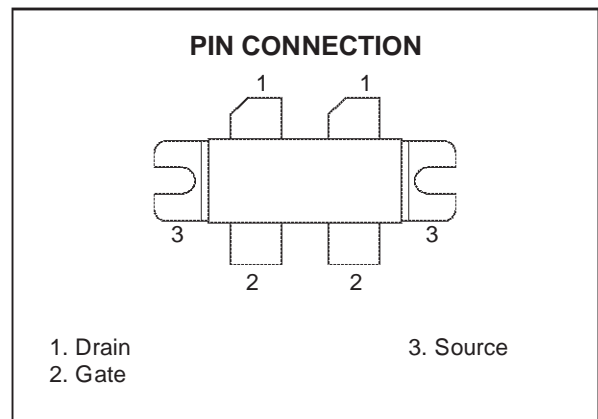 PIN CONNECTION
1 1
3 3
2 2
1. Drain 3. Source
2. Gate